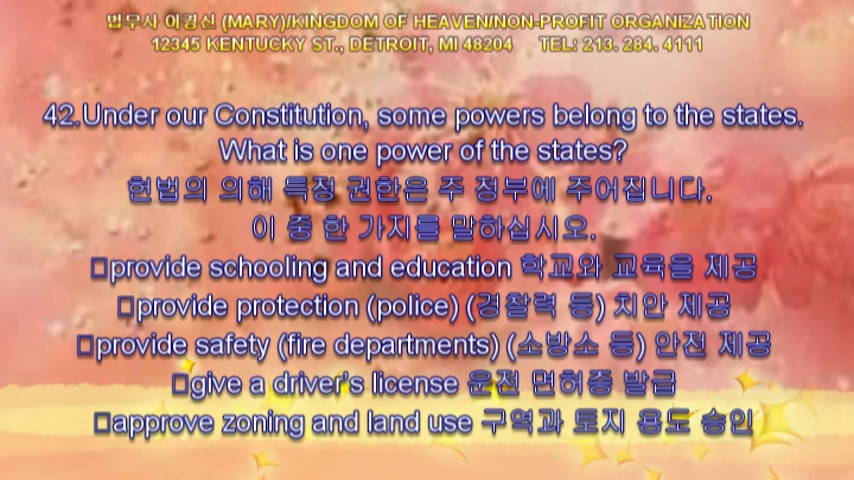 법무사 이경신 (MARY)/KINGDOM OF HEAVEN/NON-PROFIT ORGANIZATION
12345 KENTUCKY ST., DETROIT, MI 48204 TEL: 213. 284. 4111
42.Under our Constitution, some powers belong to the states.
What is one power of the states?
헌법의 의해 특정 권한은 주 정부에 주어집니다.
이 중 한 가지를 말하십시오.
□provide schooling and education 학교와 교육을 제공
□provide protection (police) (경찰력 등) 치안 제공
□provide safety (fire departments) (소방소 등) 안전 제공
□give a driver’s license 운전 면허증 발급
□approve zoning and land use 구역과 토지 용도 승인